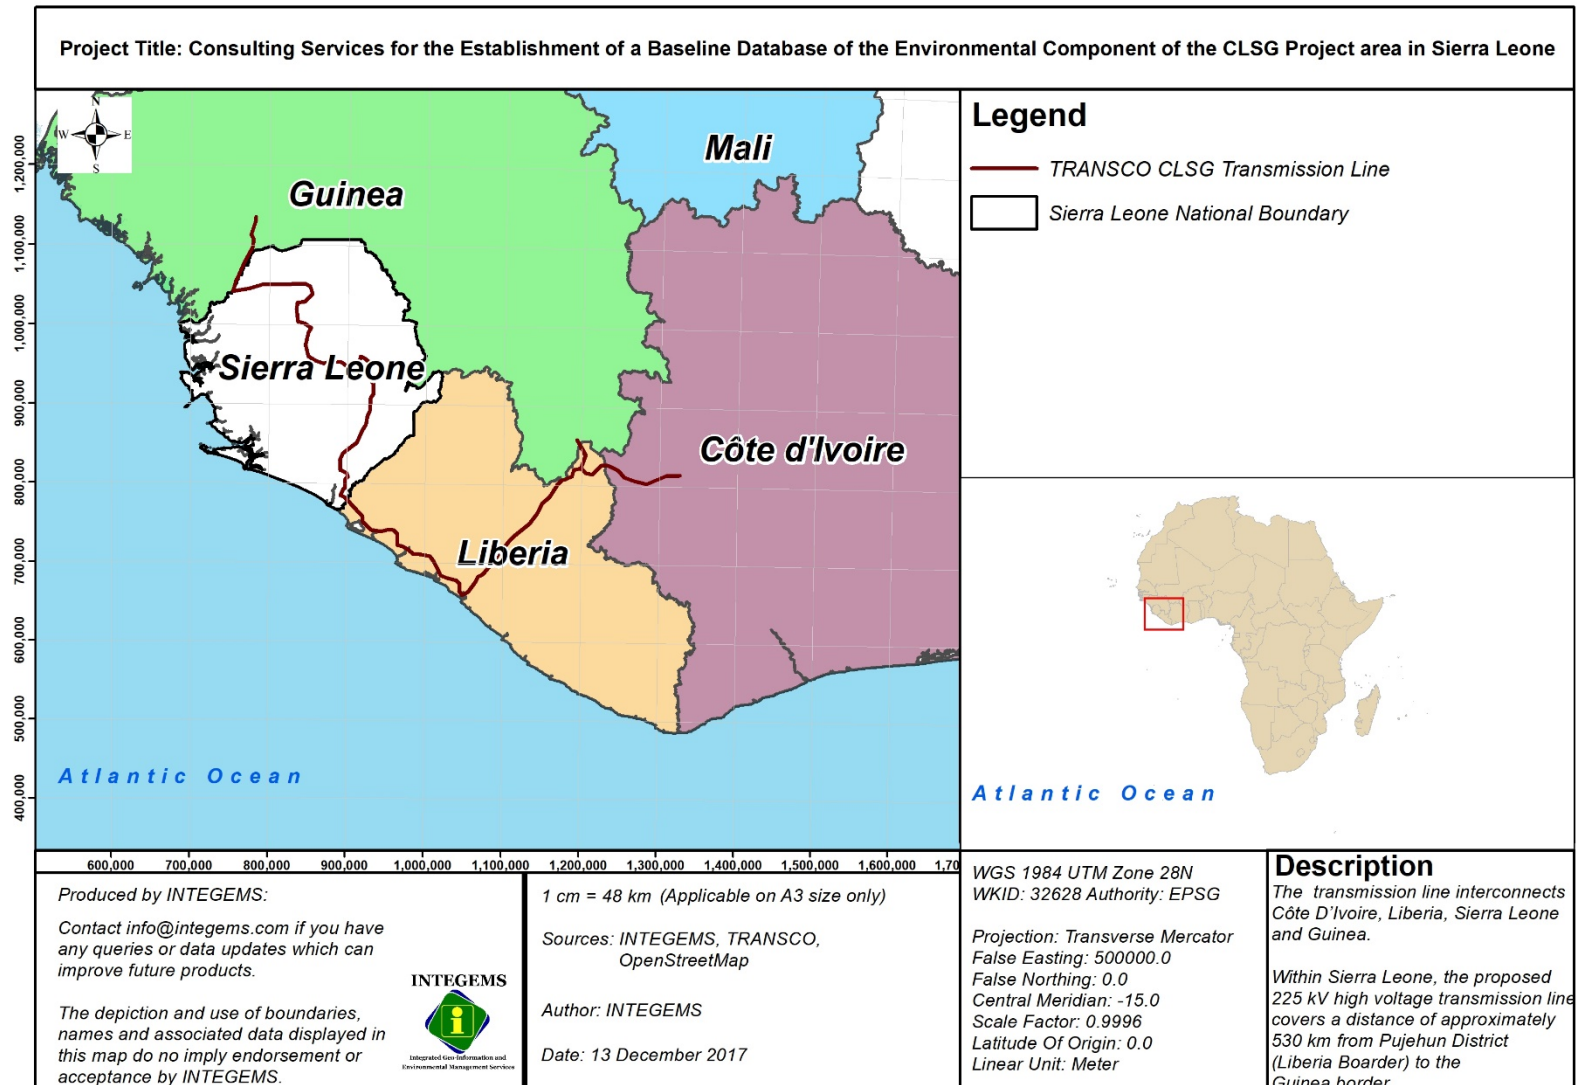 Project Title: Consulting Services for the Establishment of a Baseline Database of the Environmental Component of the CLSG Project area in Sierra Leone
N
W
E
S
Mali
Guinea
Sierra Leone
Côte d'Ivoire
Liberia
Atlantic Ocean
1,200,000
1,100,000
1,000,000
900,000
800,000
700,000
600,000
500,000
400,000
600,000
700,000
800,000
900,000
1,000,000
1,100,000
1,200,000
1,300,000
1,400,000
1,500,000
1,600,000
1,70
Legend
TRANSCO CLSG Transmission Line
Sierra Leone National Boundary
Atlantic Ocean
Produced by INTEGEMS:
Contact info@integems.com if you have
any queries or data updates which can
improve future products.
The depiction and use of boundaries,
names and associated data displayed in
this map do no imply endorsement or
acceptance by INTEGEMS.
INTEGEMS
i
Integrated Geo-Information and
Environmental Management Services
1 cm = 48 km (Applicable on A3 size only)
Sources: INTEGEMS, TRANSCO,
OpenStreetMap
Author: INTEGEMS
Date: 13 December 2017
WGS 1984 UTM Zone 28N
WKID: 32628 Authority: EPSG
Projection: Transverse Mercator
False Easting: 500000.0
False Northing: 0.0
Central Meridian: -15.0
Scale Factor: 0.9996
Latitude Of Origin: 0.0
Linear Unit: Meter
Description
The transmission line interconnects
Côte D'Ivoire, Liberia, Sierra Leone
and Guinea.
Within Sierra Leone, the proposed
225 kV high voltage transmission line
covers a distance of approximately
530 km from Pujehun District
(Liberia Boarder) to the
Guinea border